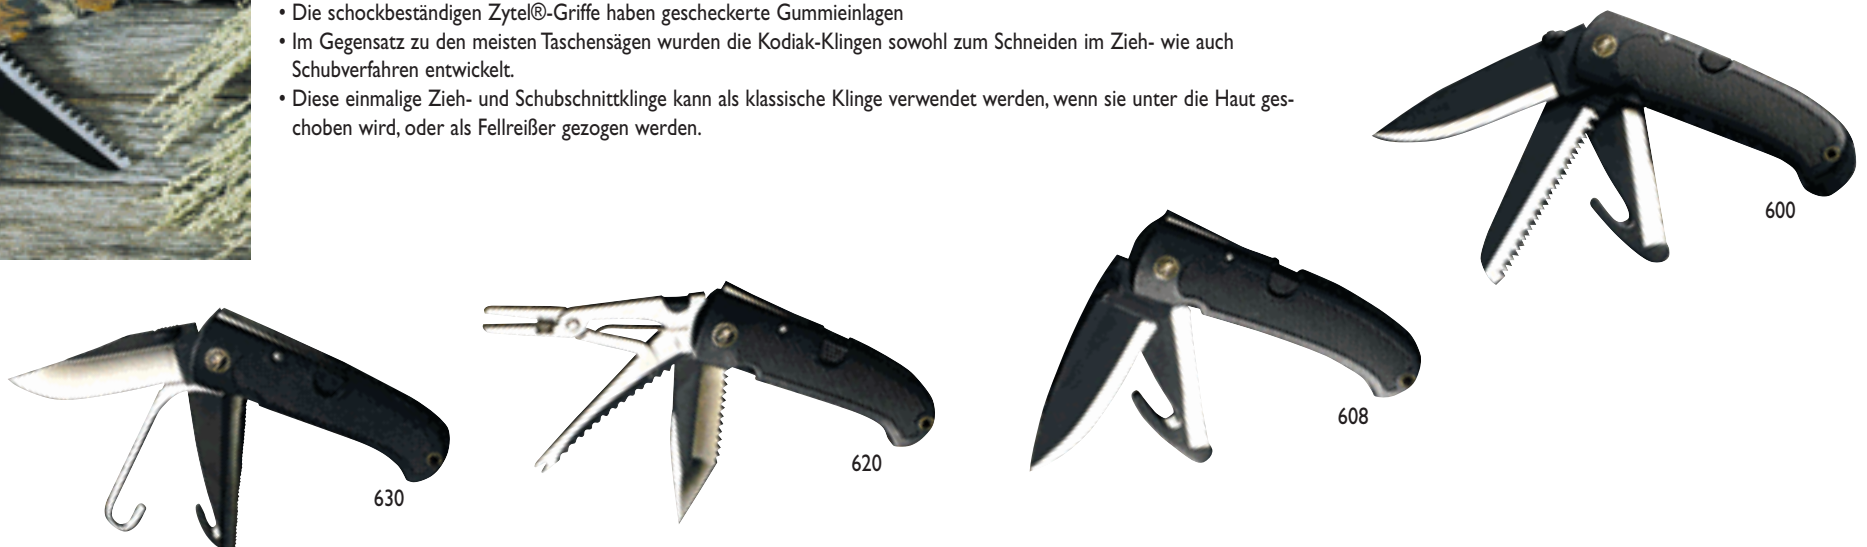 • Die schockbeständigen Zytel®-Griffe haben gescheckerte Gummieinlagen
• Im Gegensatz zu den meisten Taschensägen wurden die Kodiak-Klingen sowohl zum Schneiden im Zieh- wie auch
Schubverfahren entwickelt.
• Diese einmalige Zieh- und Schubschnittklinge kann als klassische Klinge verwendet werden, wenn sie unter die Haut ges-
choben wird, oder als Fellreißer gezogen werden.
600
608
620
630